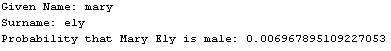 Given Name: mary
Surname: ely
Probability that Mary Ely is male: 0.006967895109227053